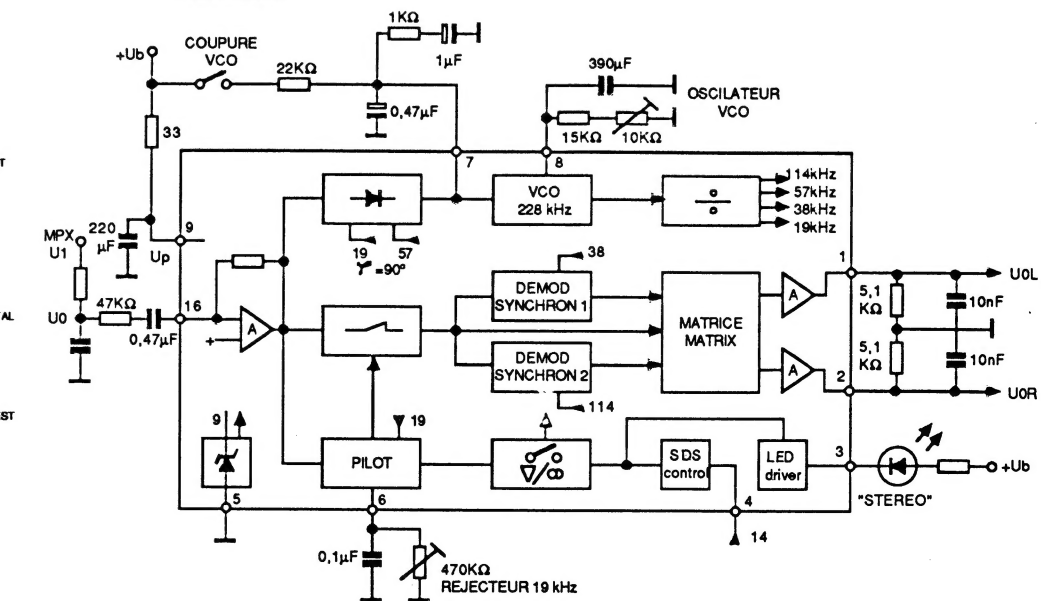 1KΩ
+Ub
COUPURE
VCO
1µF
22KΩ
390µF
OSCILATEUR
VCO
0,47µF
33
15KΩ
10KΩ
T
7
8
VCO
228 kHz
114kHz
57kHz
38kHz
19kHz
MPX
U1
220
µF
Up
9
19
57
=90°
38
1
U0L
DEMOD
SYNCHRON 1
5,1
KΩ
10nF
47KΩ
16
AL
U0
0,47µF
A
+
A
MATRICE
MATRIX
DEMOD
SYNCHRON 2
5,1
KΩ
10nF
A
2
U0R
114
EST
9
19
PILOT
SDS
control
LED
driver
3
+Ub
"STEREO"
5
6
4
14
0,1µF
470KΩ
REJECTEUR 19 kHz